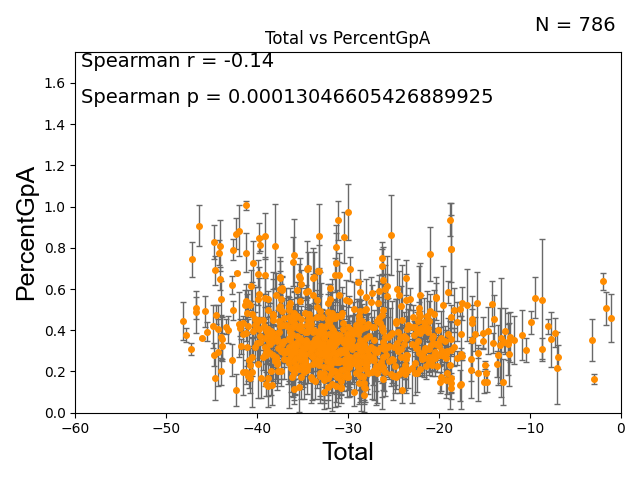 N = 786
Total vs PercentGpA
Spearman r = -0.14
Spearman p = 0.00013046605426889925
PercentGpA
1.6
1.4
1.2
1.0
0.8
0.6
0.4
0.2
0.0
−60 −50 −40 −30 −20 −10 0
Total